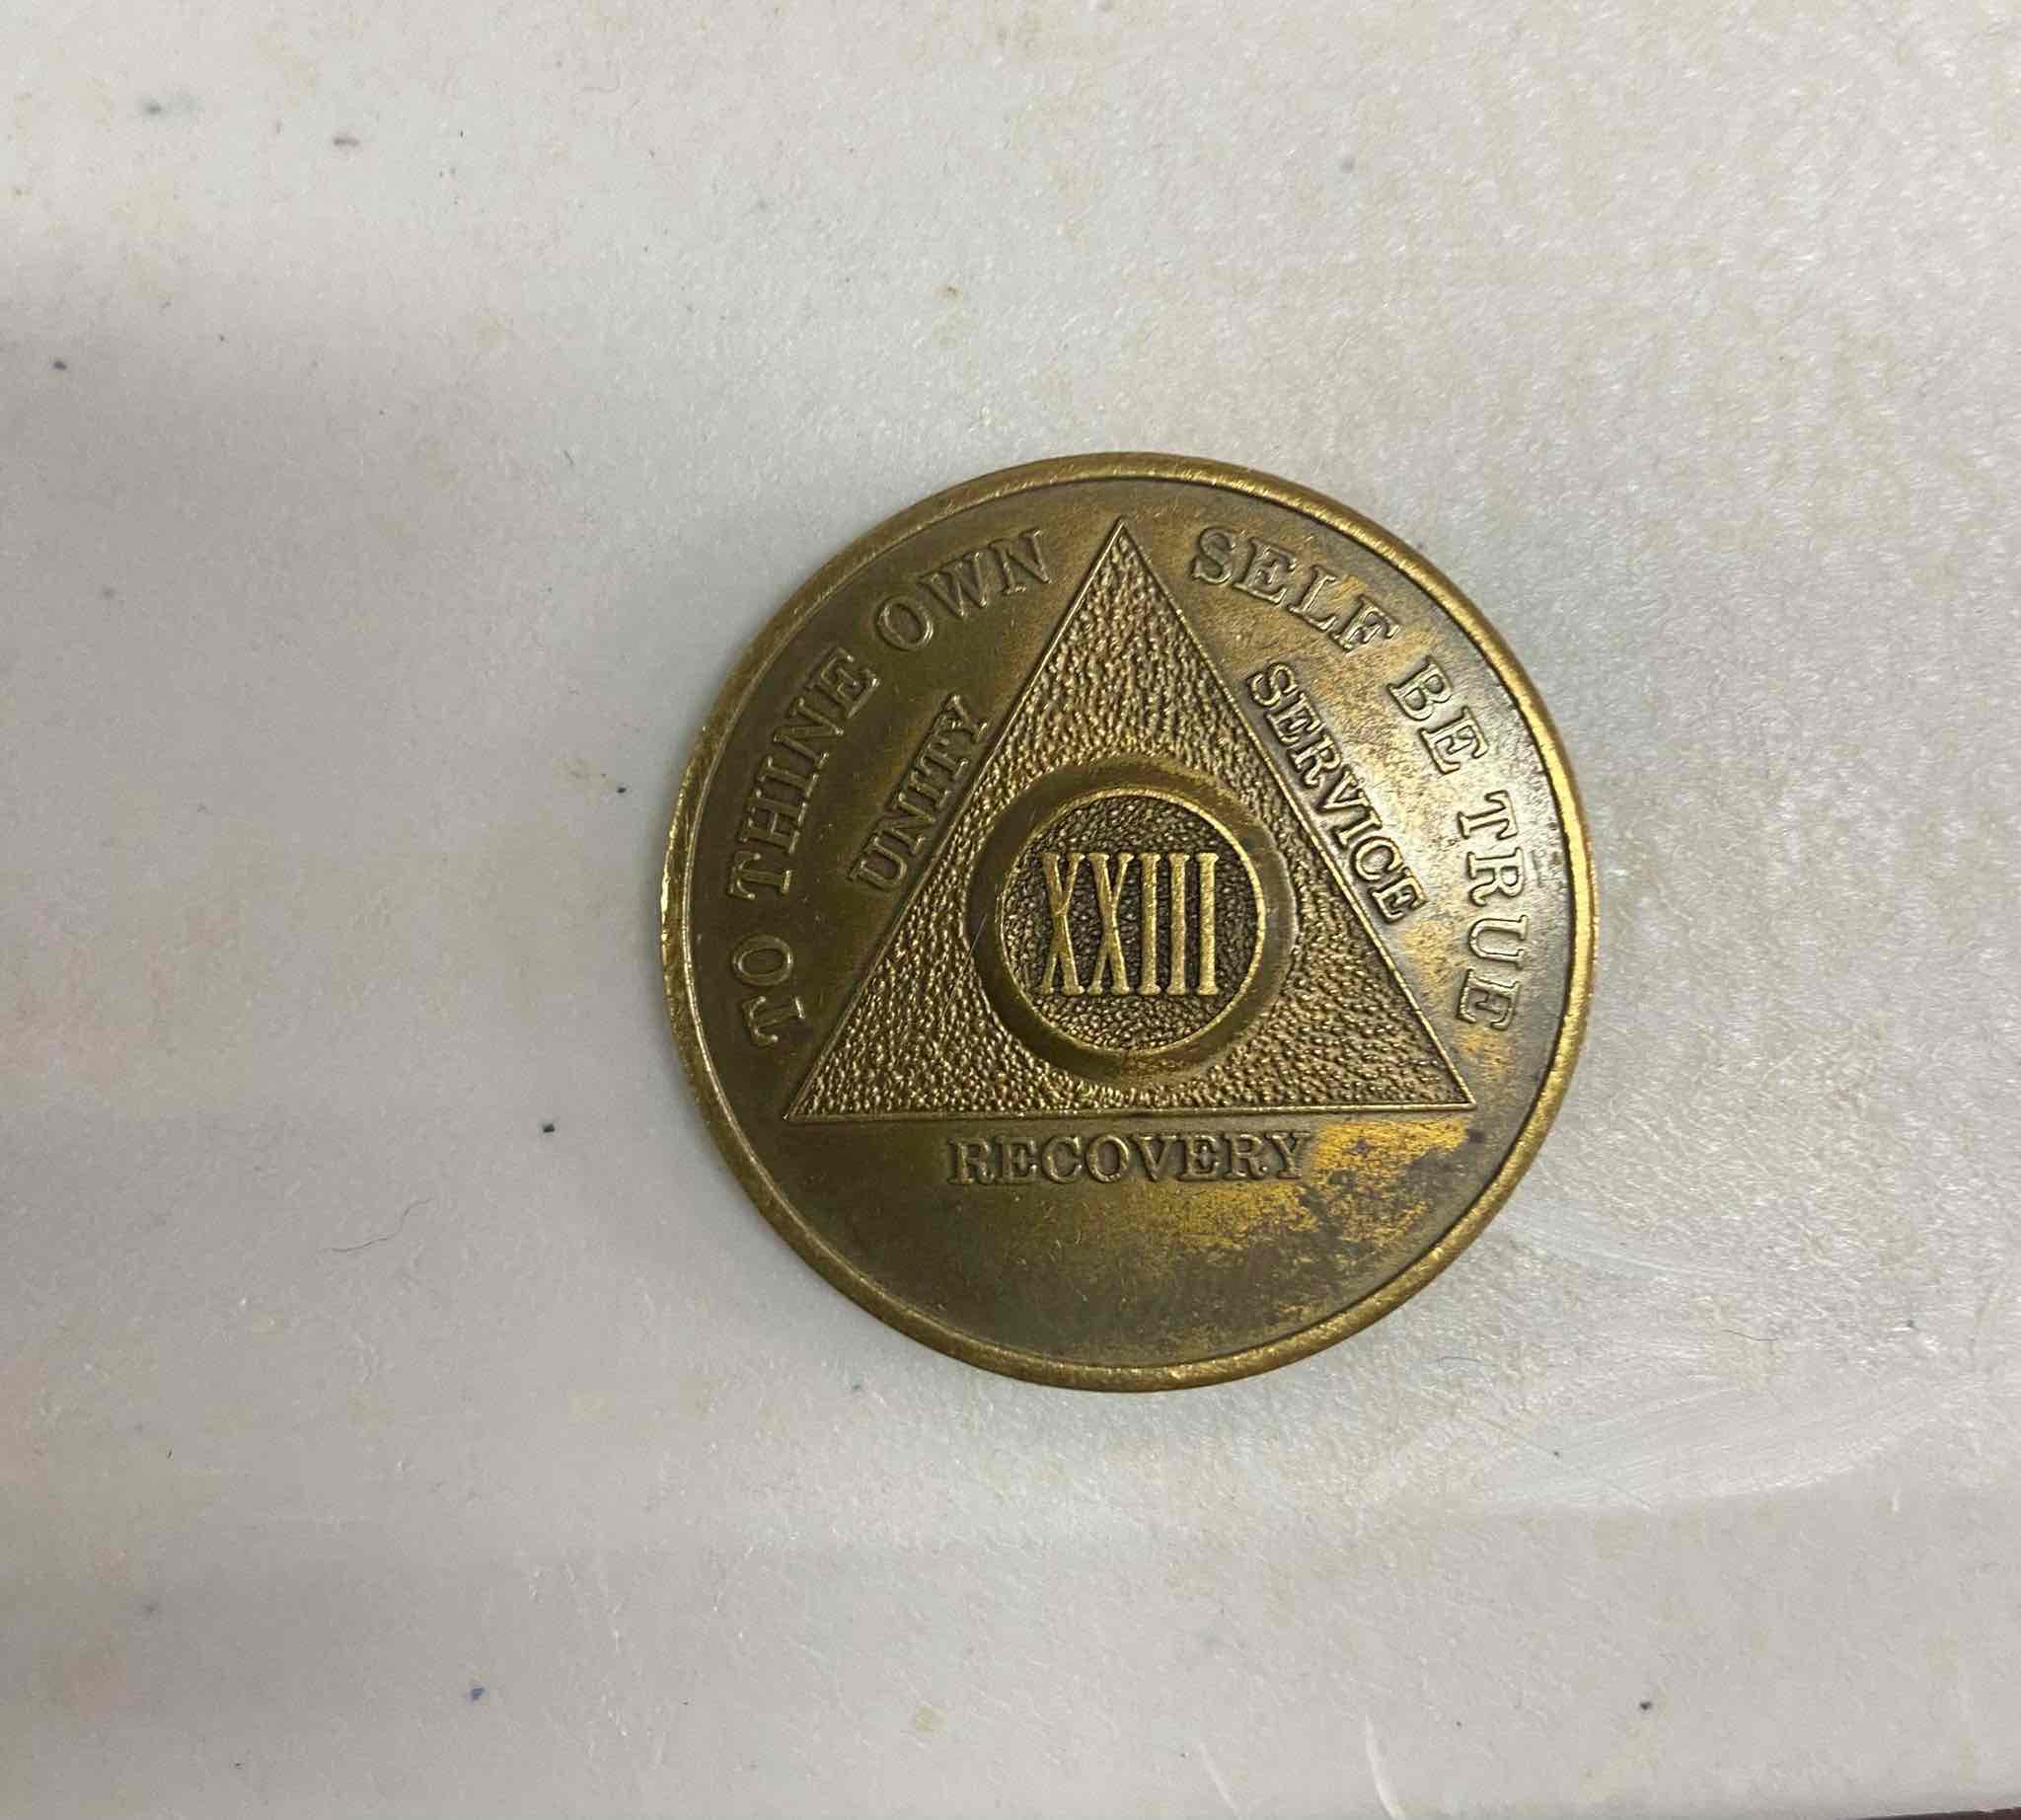 TO THINE OWN SELF BE TRUE
UNITY
SERVICE
XXIII
RECOVERY